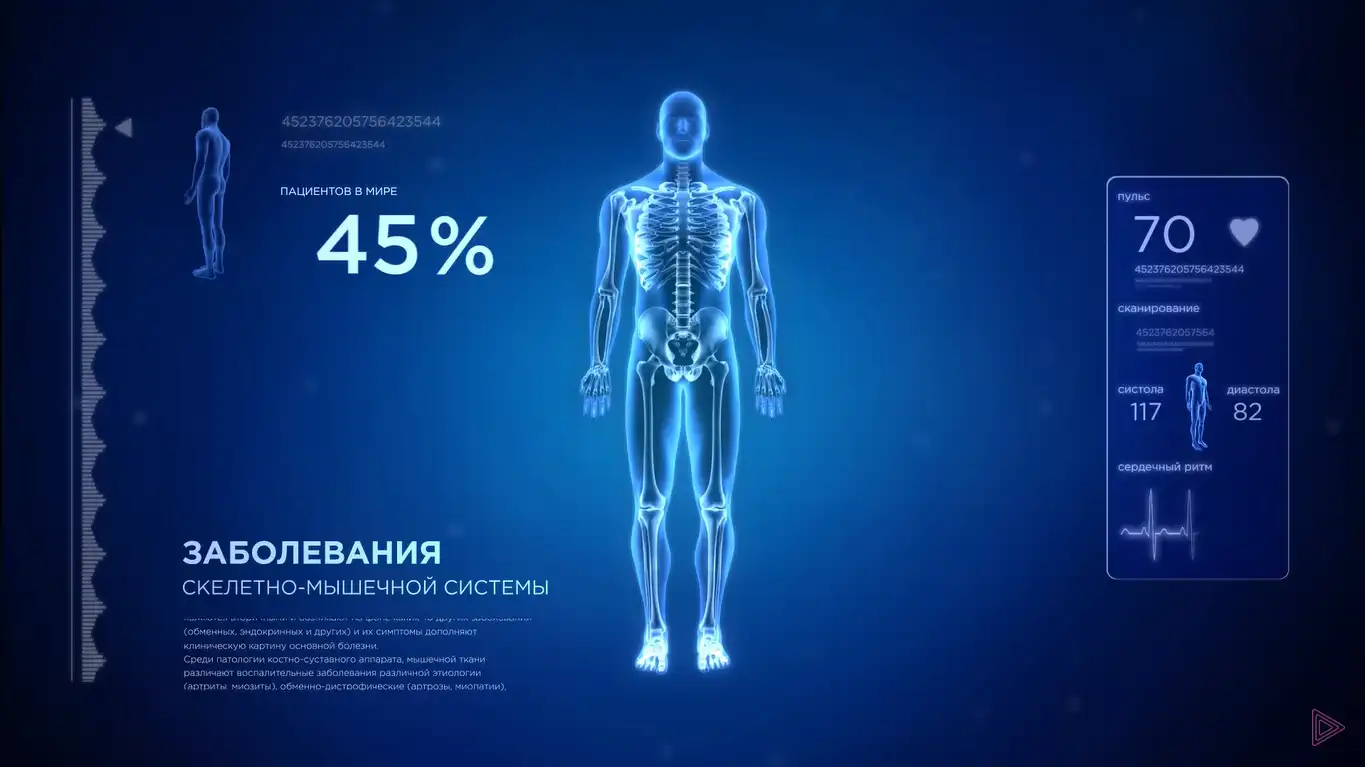 452376205756423544
452376205756423544
ПАЦИЕНТОВ В МИРЕ
45%
ЗАБОЛЕВАНИЯ
СКЕЛЕТНО-МЫШЕЧНОЙ СИСТЕМЫ
(обменных, эндокринных и других) и их симптомы дополняют
клиническую картину основной болезни.
Среди патологии костно-суставного аппарата, мышечной ткани
различают воспалительные заболевания различной этиологии
(артриты, миозиты), обменно-дистрофические (артрозы, миопатии),
пульс
70
452376205756423544
сканирование
4523762057564
систола
диастола
117
82
сердечный ритм